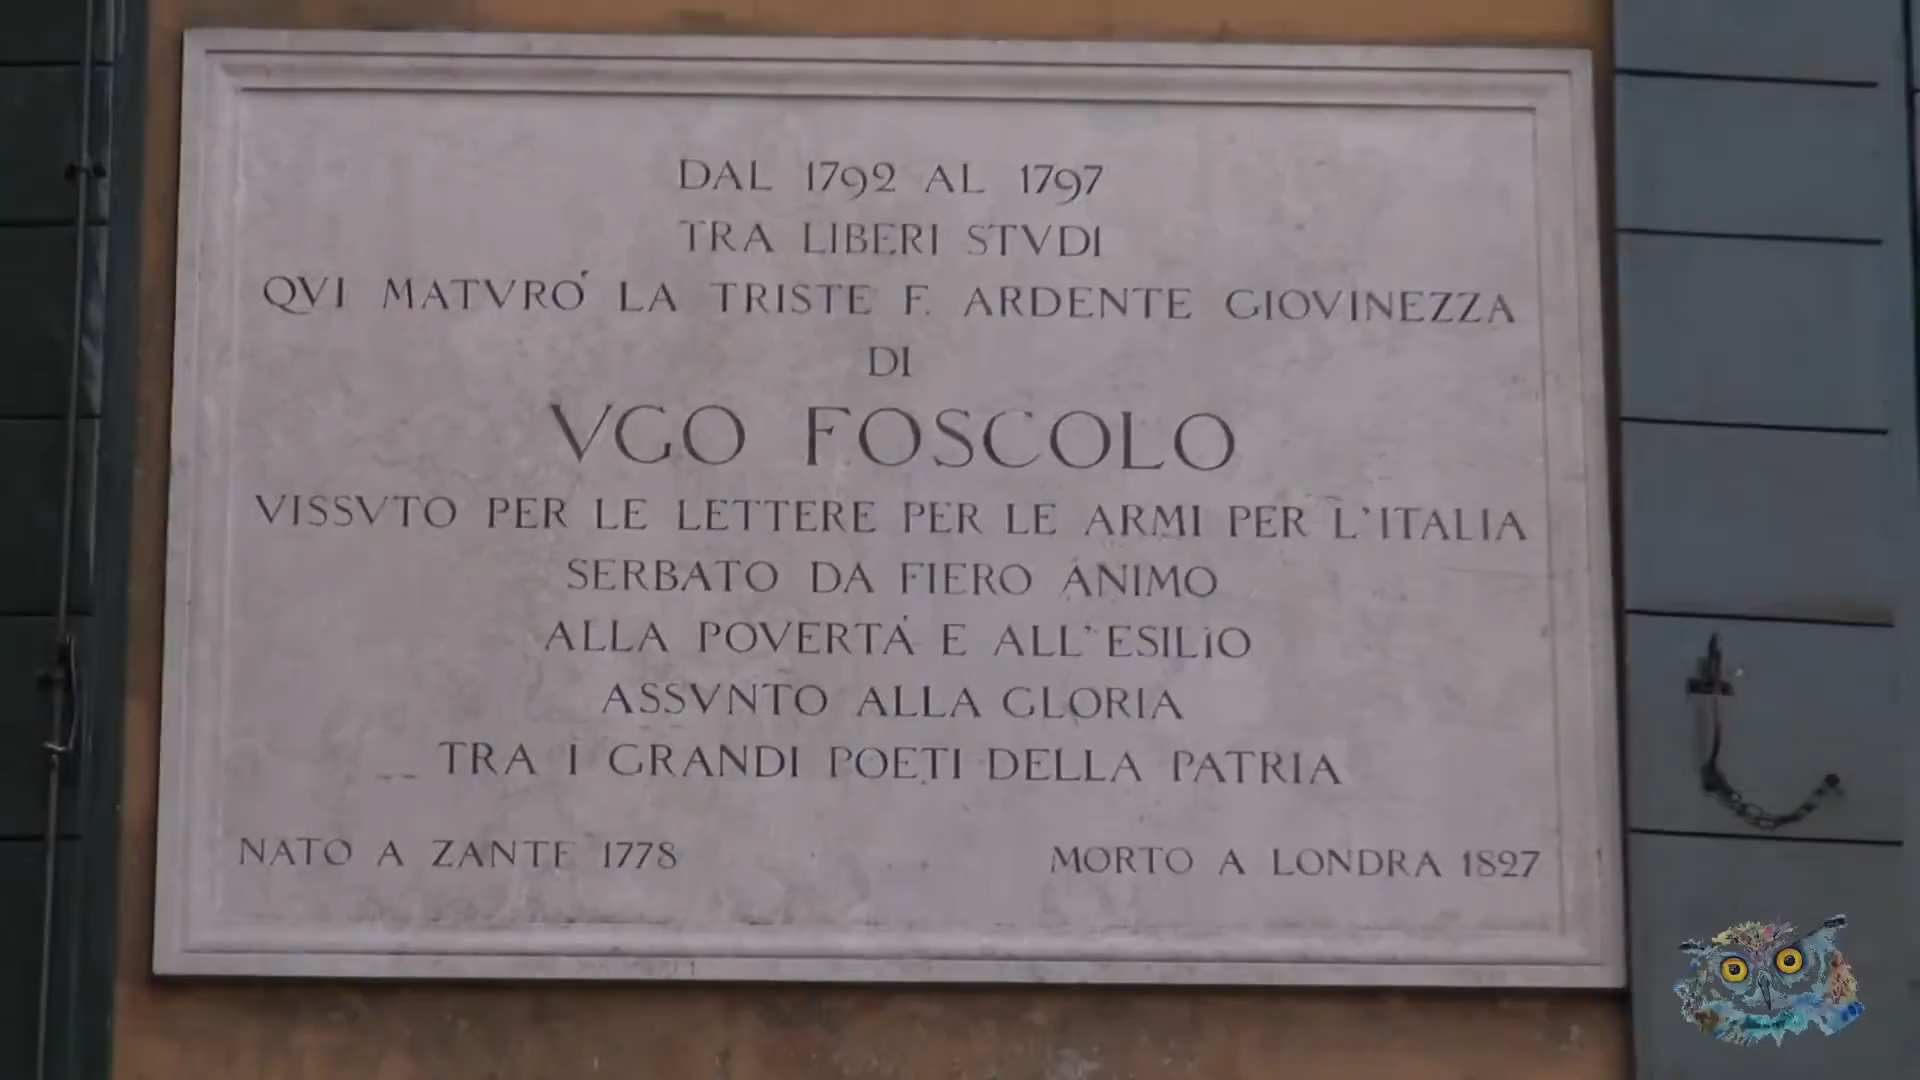 DAL 1792 AL 1797
TRA LIBERI STVDI
QVI MATVRO' LA TRISTE E ARDENTE GIOVINEZZA
DI
VGO FOSCOLO
VISSVTO PER LE LETTERE PER LE ARMI PER L'ITALIA
SERBATO DA FIERO ANIMO
ALLA POVERTÁ E ALL'ESILIO
ASSVNTO ALLA GLORIA
TRA I GRANDI POETI DELLA PATRIA
NATO A ZANTE 1778
MORTO A LONDRA 1827